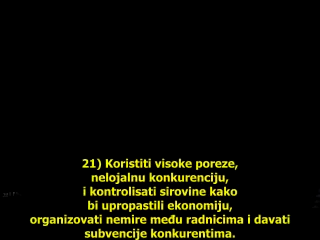 21) Koristiti visoke poreze,
nelojalnu konkurenciju,
i kontrolisati sirovine kako
bi upropastili ekonomiju,
organizovati nemire među radnicima i davati
subvencije konkurentima.